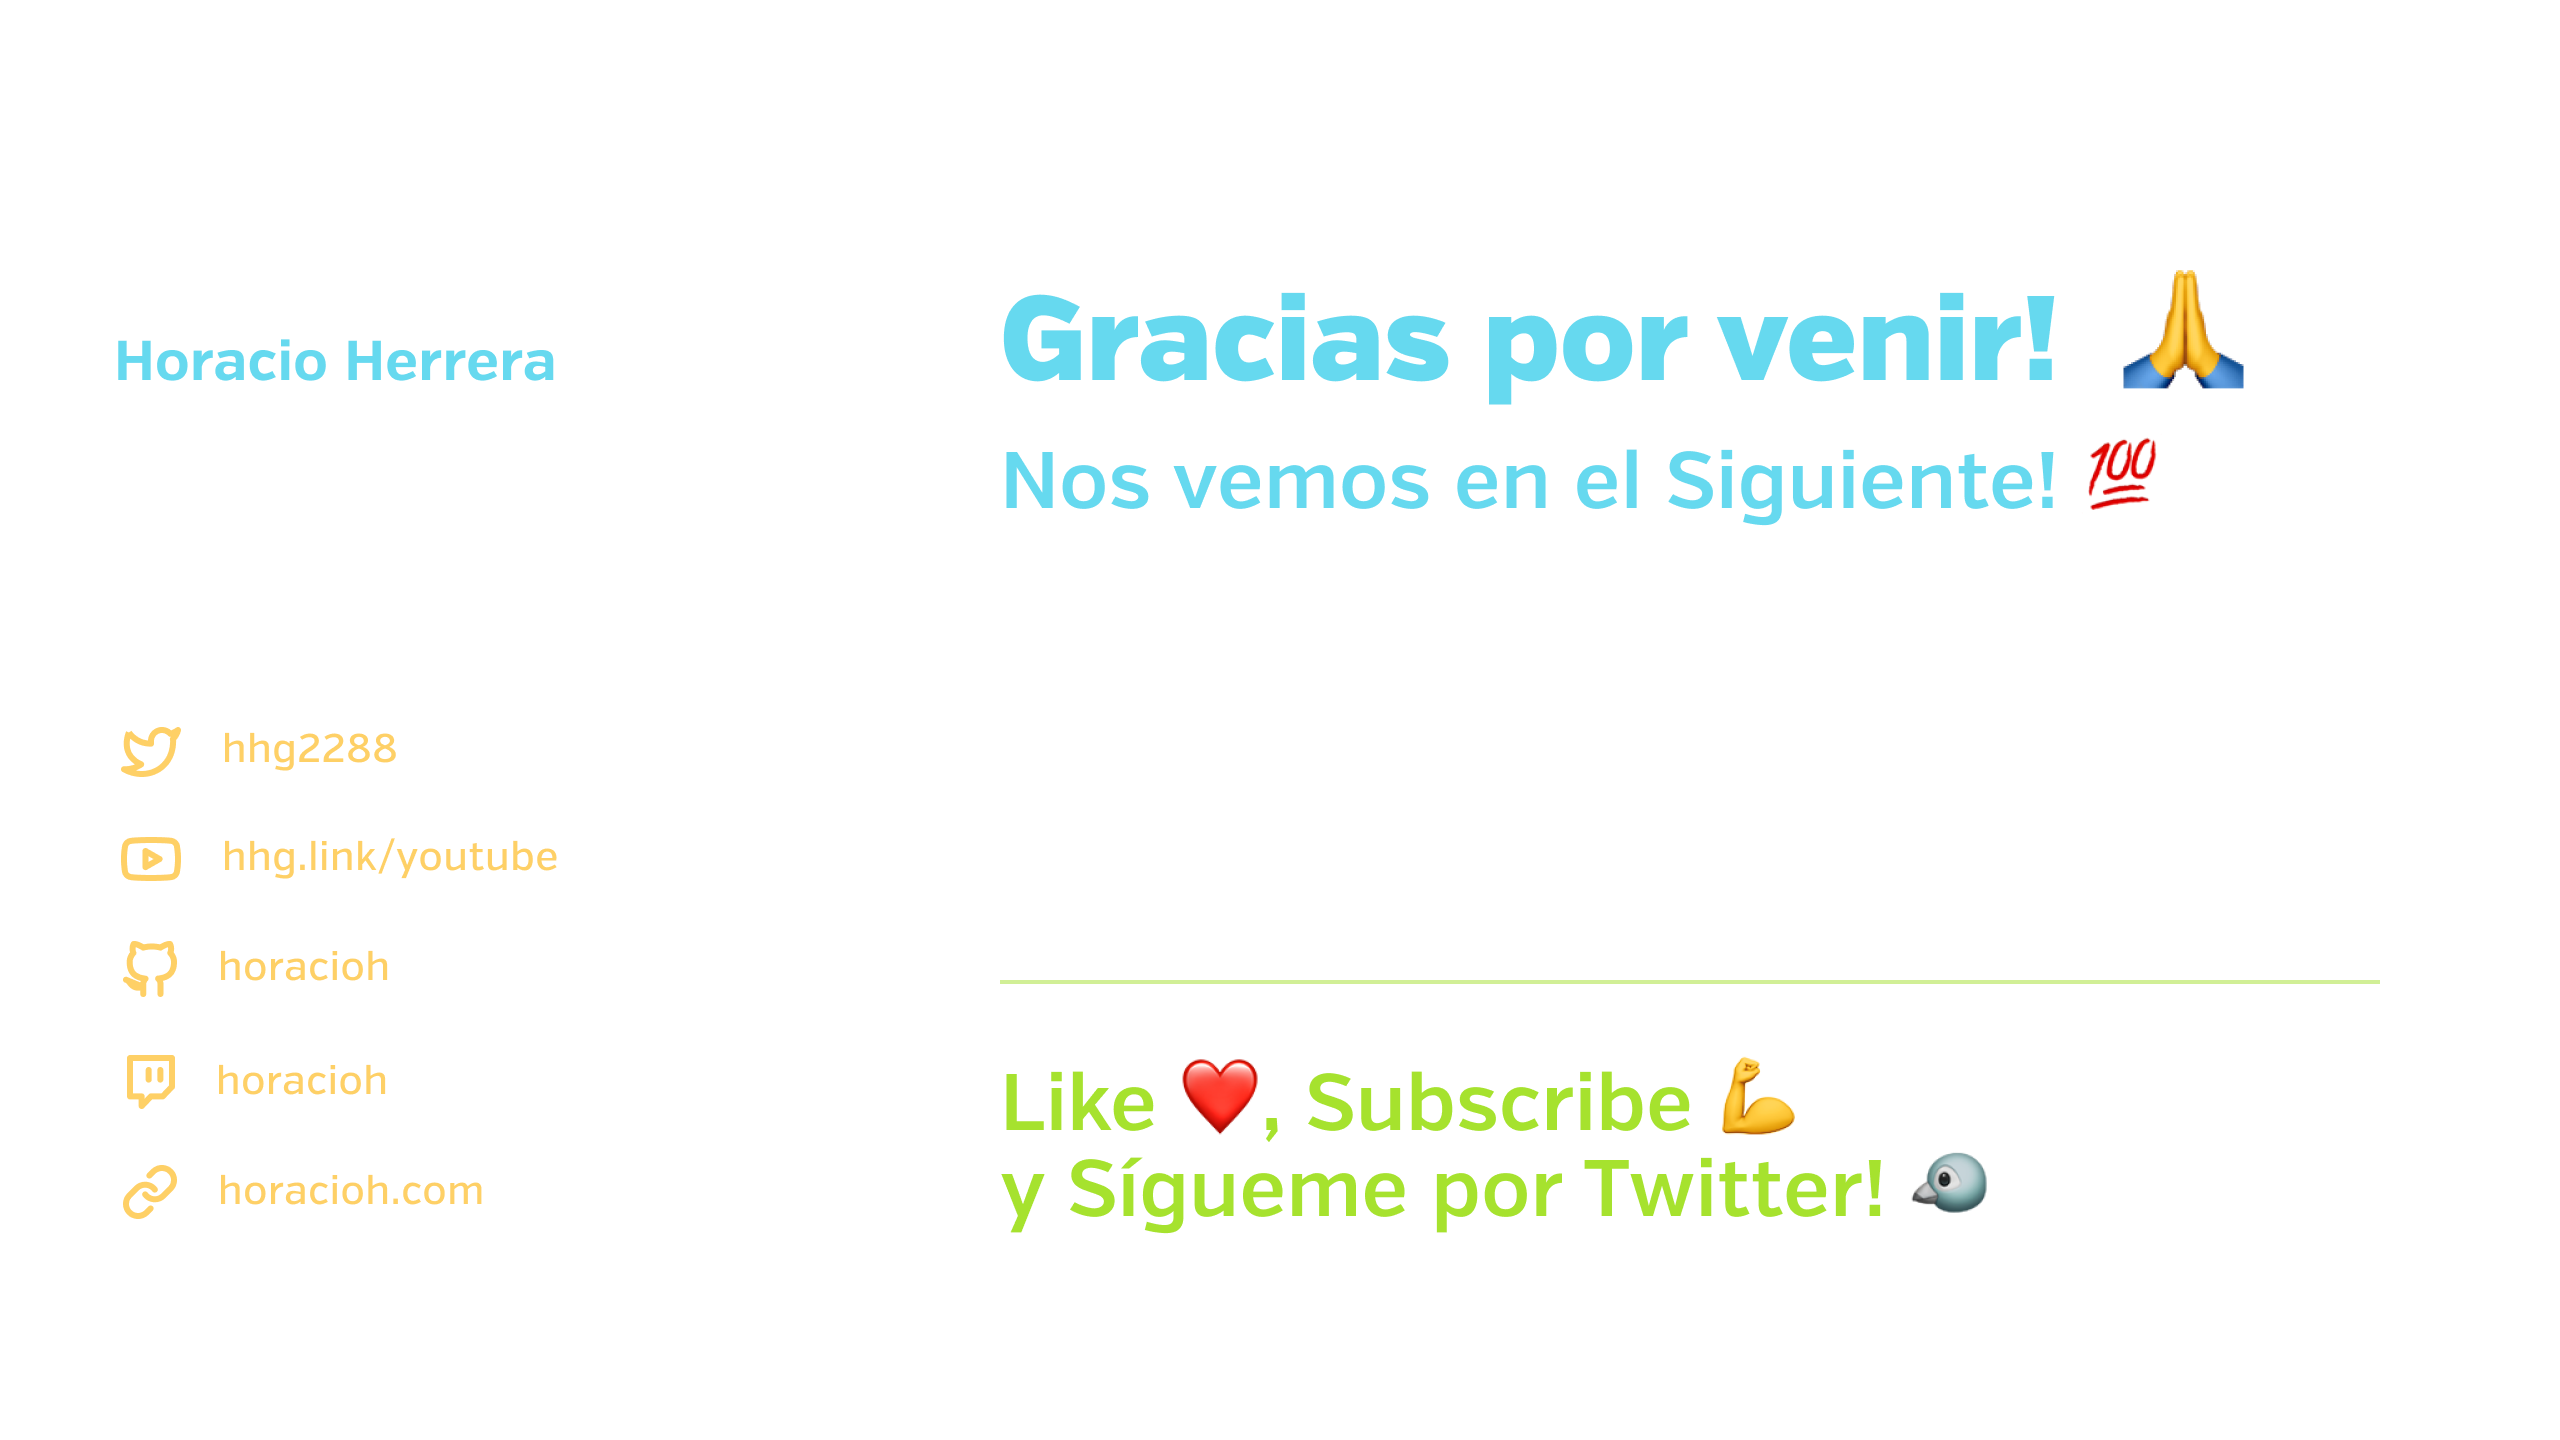 Horacio Herrera
hhg2288
hhg.link/youtube
horacioh
horacioh
horacioh.com
Gracias por venir! 🙏
Nos vemos en el Siguiente! 💯
Like ❤️, Subscribe 💪
y Sígueme por Twitter! 🐦